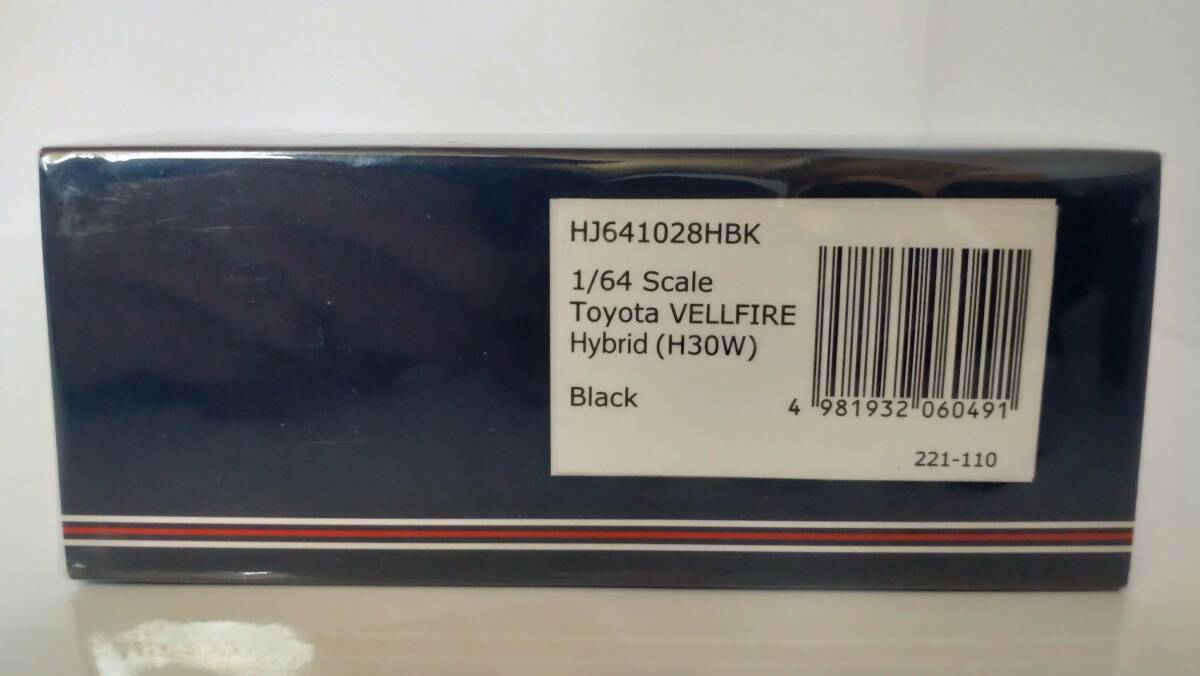 HJ641028HBK
1/64 Scale
Toyota VELLFIRE
Hybrid (H30W)
Black
4 981932 060491
221-110